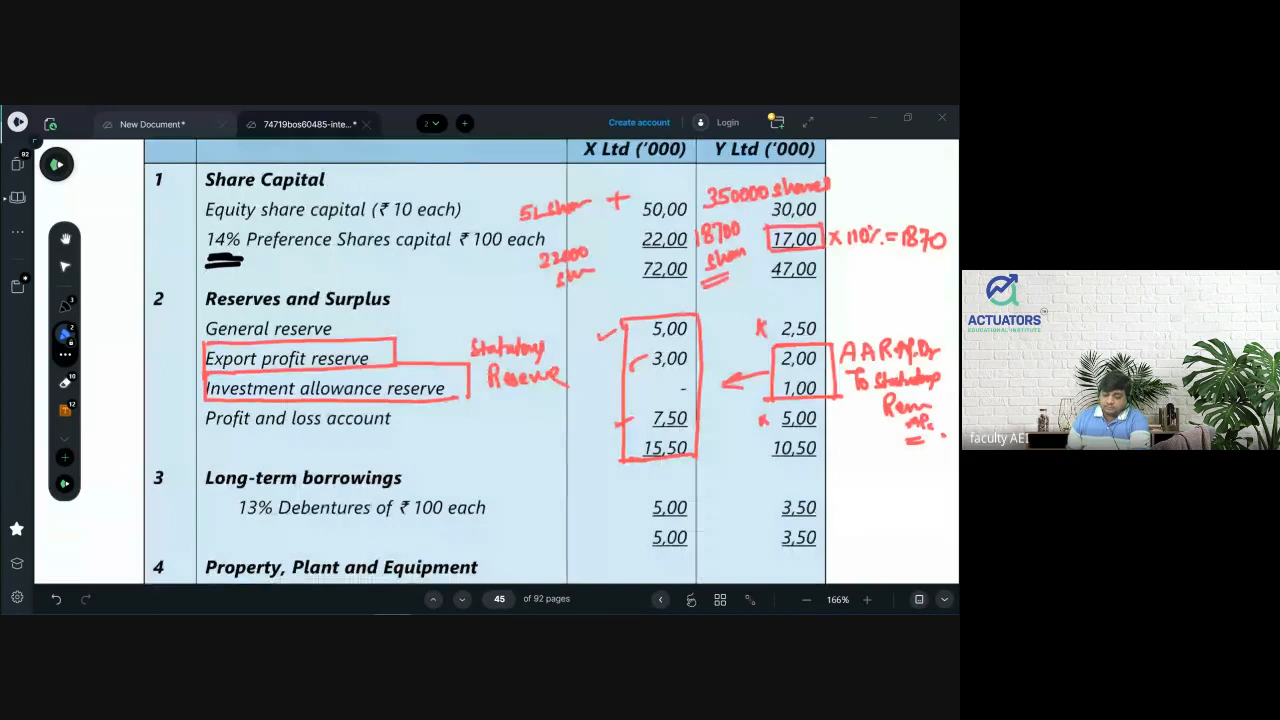 New Document*
74719bos60485-inte...*
2
Create account
Login
92
X Ltd ('000)
Y Ltd ('000)
1
Share Capital
350000 shares
Equity share capital (₹ 10 each)
5L shar
+
50,00
30,00
14% Preference Shares capital ₹ 100 each
22,00
18700
shar
17,00
x 110% = 1870
22000
sh
72,00
47,00
2
Reserves and Surplus
General reserve
5,00
2,50
Export profit reserve
Statutory
Reserve
3,00
2,00
AAR Ap. Dr
Investment allowance reserve
-
1,00
To Statutory
Profit and loss account
7,50
5,00
15,50
10,50
3
Long-term borrowings
13% Debentures of ₹ 100 each
5,00
3,50
5,00
3,50
4
Property, Plant and Equipment
45
of 92 pages
166%
ACTUATORS
EDUCATIONAL INSTITUTE
faculty AEI